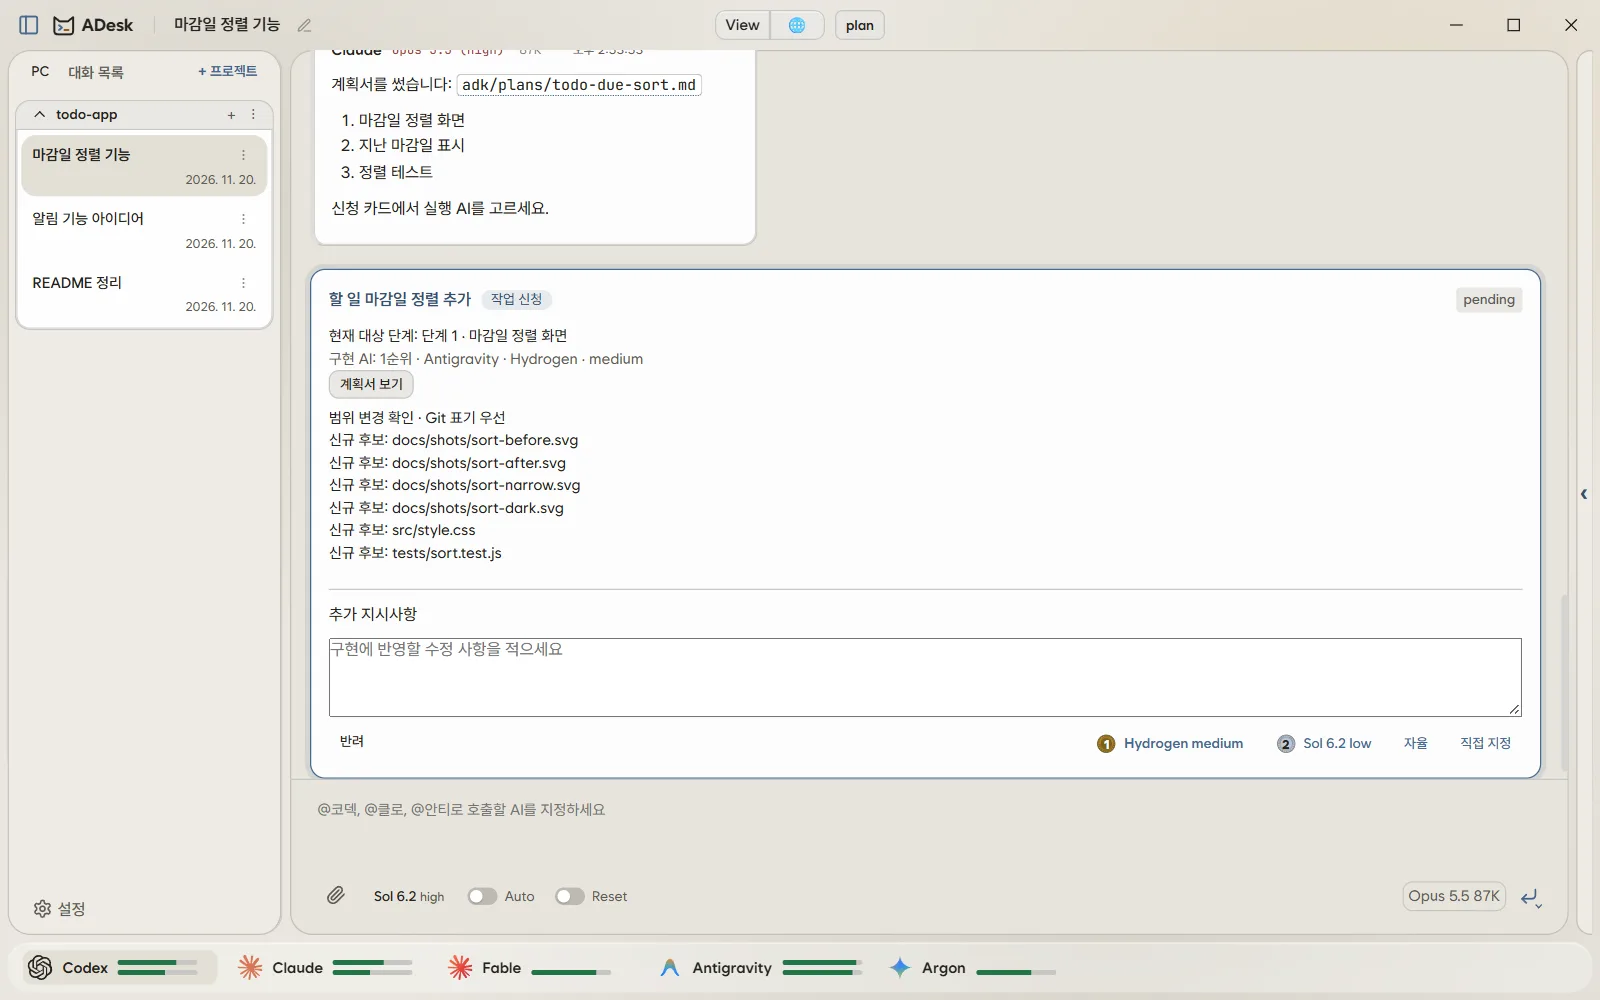 ADesk
마감일 정렬 기능
View
plan
PC 대화 목록
+ 프로젝트
todo-app
마감일 정렬 기능
2026. 11. 20.
알림 기능 아이디어
2026. 11. 20.
README 정리
2026. 11. 20.
설정
Claude
계획서를 썼습니다: adk/plans/todo-due-sort.md
1. 마감일 정렬 화면
2. 지난 마감일 표시
3. 정렬 테스트
신청 카드에서 실행 AI를 고르세요.
할 일 마감일 정렬 추가 작업 신청
pending
현재 대상 단계: 단계 1 · 마감일 정렬 화면
구현 AI: 1순위 · Antigravity · Hydrogen · medium
계획서 보기
범위 변경 확인 · Git 표기 우선
신규 후보: docs/shots/sort-before.svg
신규 후보: docs/shots/sort-after.svg
신규 후보: docs/shots/sort-narrow.svg
신규 후보: docs/shots/sort-dark.svg
신규 후보: src/style.css
신규 후보: tests/sort.test.js
추가 지시사항
구현에 반영할 수정 사항을 적으세요
반려
1 Hydrogen medium
2 Sol 6.2 low
자율
직접 지정
@코덱, @클로, @안티로 호출할 AI를 지정하세요
Sol 6.2 high
Auto
Reset
Opus 5.5 87K
Codex
Claude
Fable
Antigravity
Argon